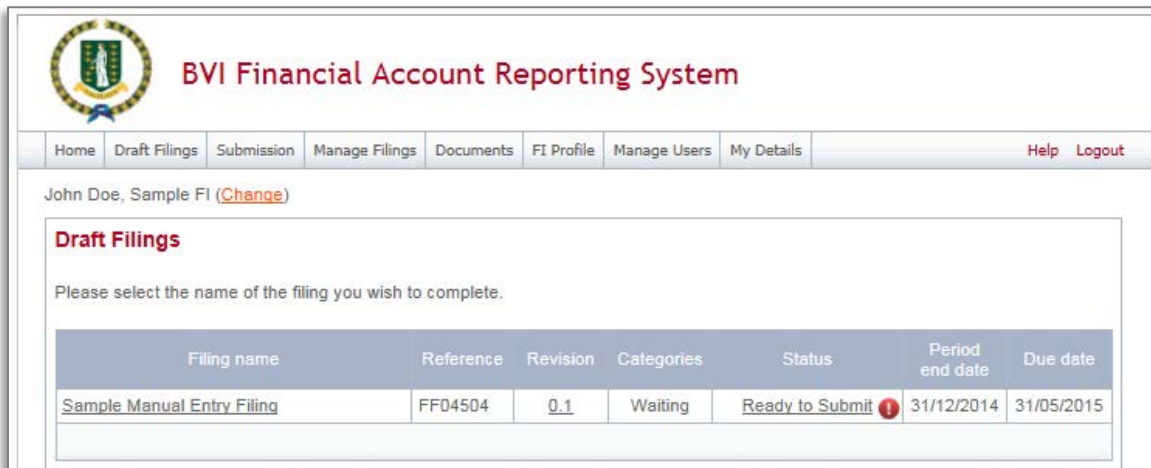 BVI Financial Account Reporting System
Home Draft Filings Submission Manage Filings Documents FI Profile Manage Users My Details Help Logout
John Doe, Sample FI (Change)
Draft Filings
Please select the name of the filing you wish to complete.
Filing name Reference Revision Categories Status Period end date Due date
Sample Manual Entry Filing FF04504 0.1 Waiting Ready to Submit 31/12/2014 31/05/2015